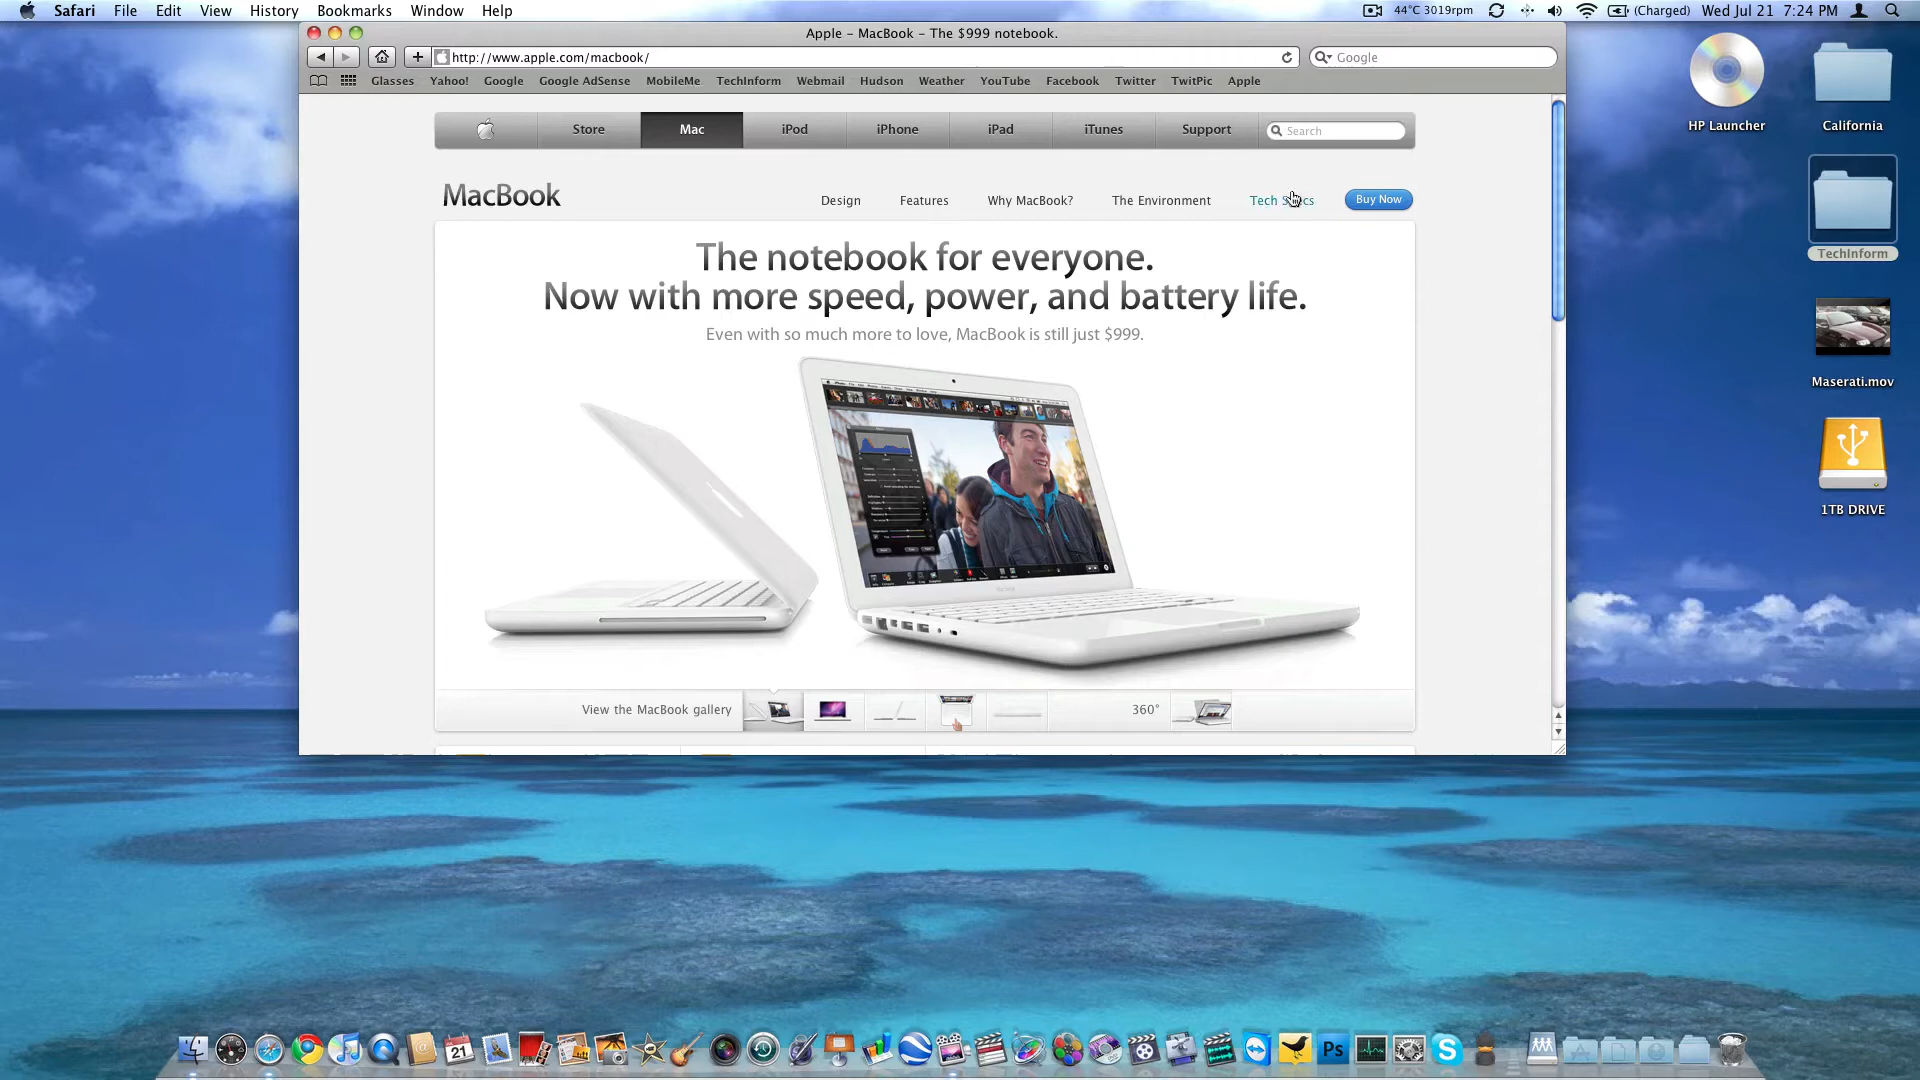 Safari File Edit View History Bookmarks Window Help
44°C 3019rpm (Charged) Wed Jul 21 7:24 PM
Apple – MacBook – The $999 notebook.
http://www.apple.com/macbook/
Google
Glasses Yahoo! Google Google AdSense MobileMe TechInform Webmail Hudson Weather YouTube Facebook Twitter TwitPic Apple
Store Mac iPod iPhone iPad iTunes Support Search
MacBook
Design Features Why MacBook? The Environment Tech Specs Buy Now
The notebook for everyone.
Now with more speed, power, and battery life.
Even with so much more to love, MacBook is still just $999.
View the MacBook gallery
360°
HP Launcher
California
TechInform
Maserati.mov
1TB DRIVE
21
Ps